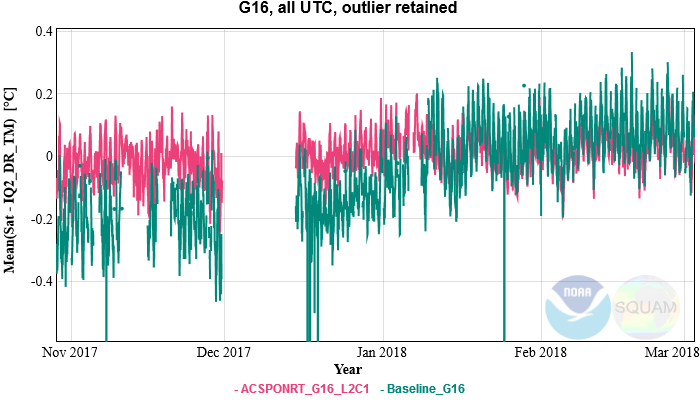 G16, all UTC, outlier retained
Mean(Sat - IQ2_DR_TM) [°C]
0.4
0.2
0
-0.2
-0.4
NOAA
SQUAM
Nov 2017
Dec 2017
Jan 2018
Feb 2018
Mar 2018
Year
- ACSPONRT_G16_L2C1 - Baseline_G16